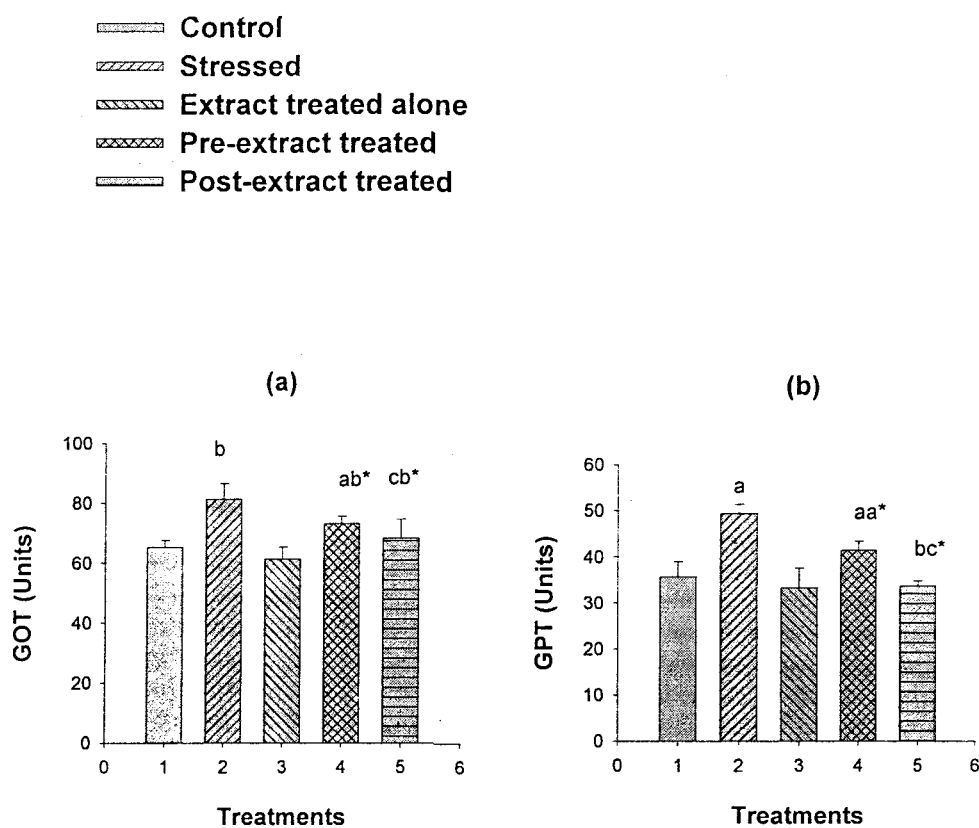 Control
Stressed
Extract treated alone
Pre-extract treated
Post-extract treated
(a)
GOT (Units)
100
80
60
40
20
0
b
ab*
cb*
0 1 2 3 4 5 6
Treatments
(b)
GPT (Units)
60
50
40
30
20
10
0
a
aa*
bc*
0 1 2 3 4 5 6
Treatments